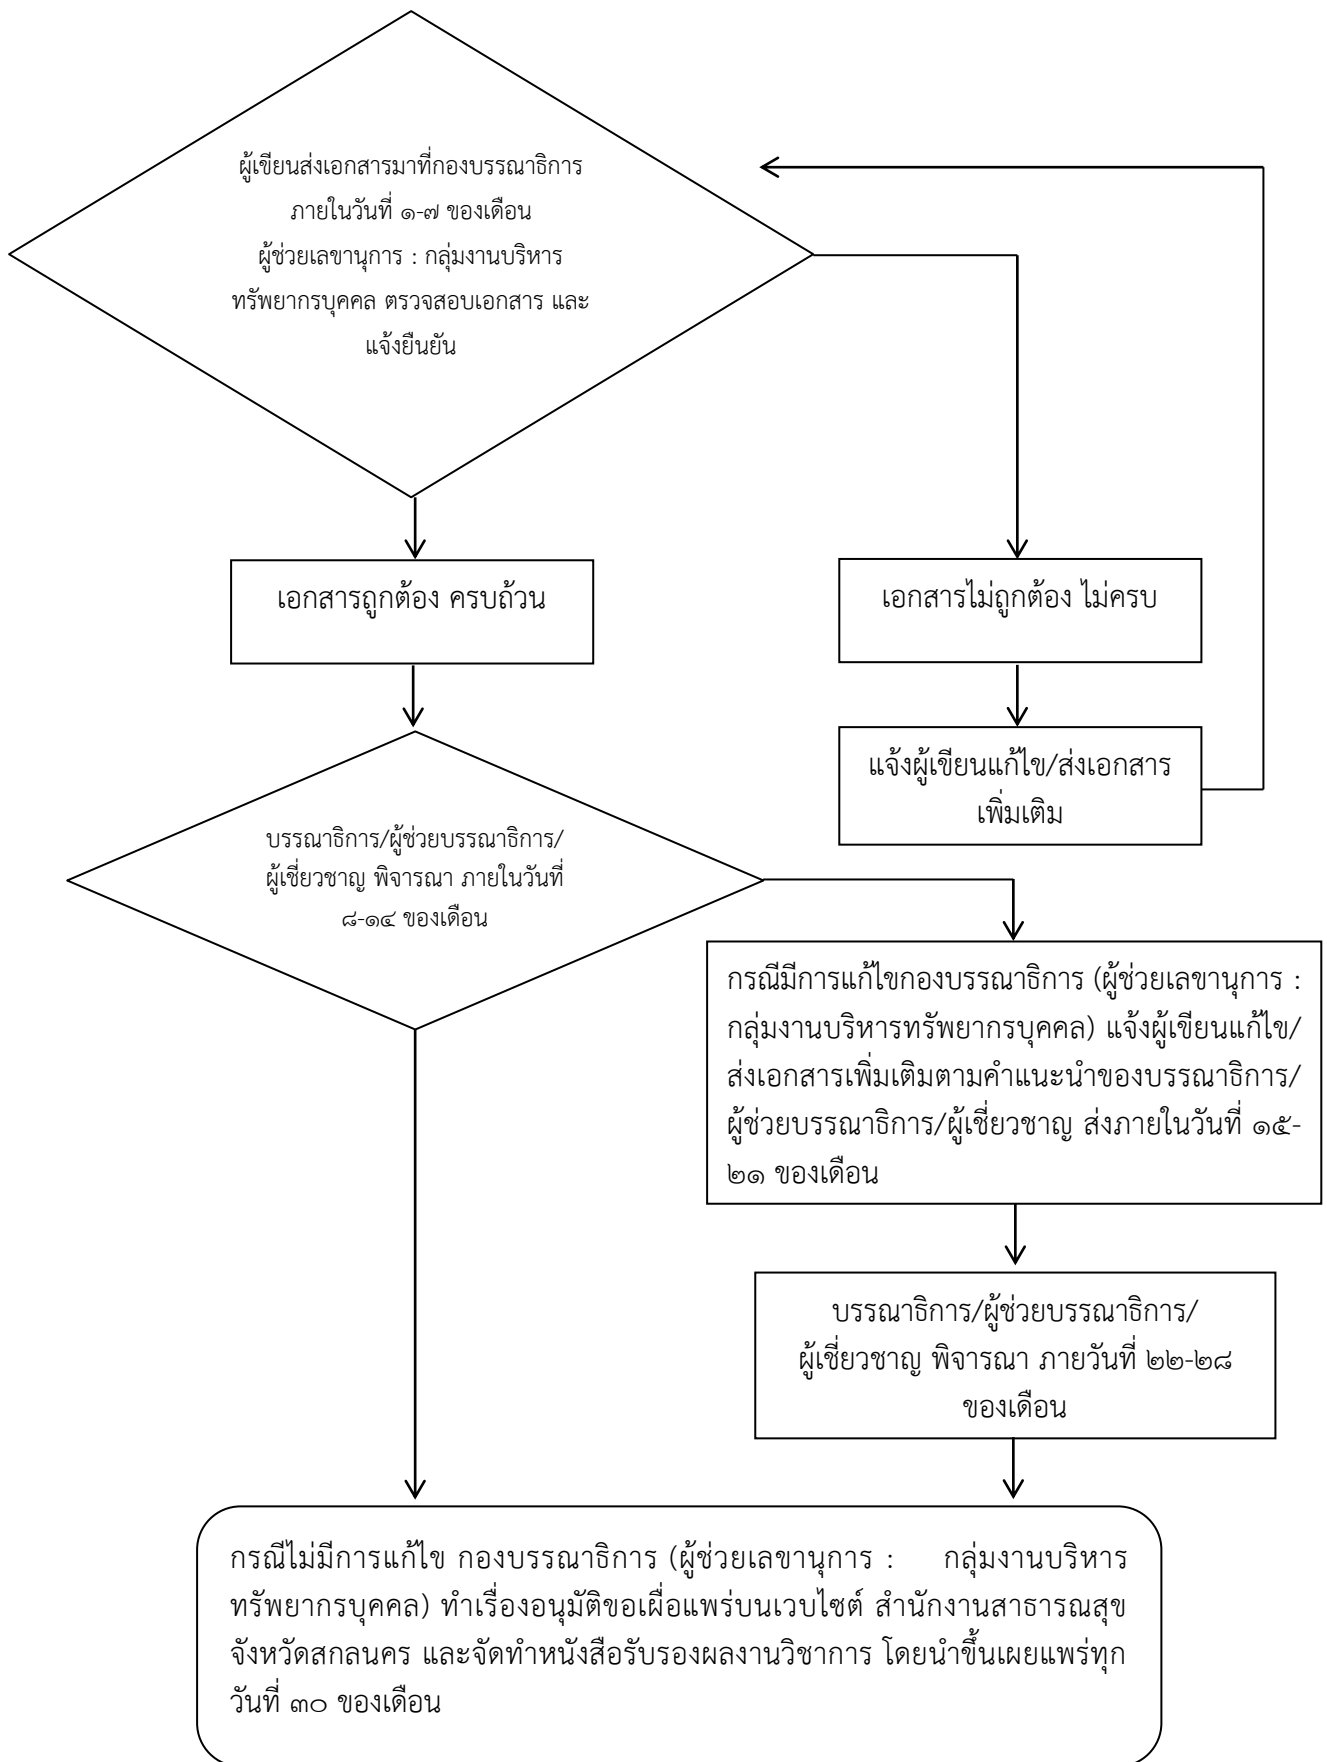 ผู้เขียนส่งเอกสารมาที่กองบรรณาธิการ
ภายในวันที่ ๑-๗ ของเดือน
ผู้ช่วยเลขานุการ : กลุ่มงานบริหาร
ทรัพยากรบุคคล ตรวจสอบเอกสาร และ
แจ้งยืนยัน
เอกสารถูกต้อง ครบถ้วน
เอกสารไม่ถูกต้อง ไม่ครบ
แจ้งผู้เขียนแก้ไข/ส่งเอกสาร
เพิ่มเติม
บรรณาธิการ/ผู้ช่วยบรรณาธิการ/
ผู้เชี่ยวชาญ พิจารณา ภายในวันที่
๘-๑๔ ของเดือน
กรณีมีการแก้ไขกองบรรณาธิการ (ผู้ช่วยเลขานุการ :
กลุ่มงานบริหารทรัพยากรบุคคล) แจ้งผู้เขียนแก้ไข/
ส่งเอกสารเพิ่มเติมตามคำแนะนำของบรรณาธิการ/
ผู้ช่วยบรรณาธิการ/ผู้เชี่ยวชาญ ส่งภายในวันที่ ๑๕-
๒๑ ของเดือน
บรรณาธิการ/ผู้ช่วยบรรณาธิการ/
ผู้เชี่ยวชาญ พิจารณา ภายวันที่ ๒๒-๒๘
ของเดือน
กรณีไม่มีการแก้ไข กองบรรณาธิการ (ผู้ช่วยเลขานุการ : กลุ่มงานบริหาร
ทรัพยากรบุคคล) ทำเรื่องอนุมัติขอเผื่อแพร่บนเวบไซต์ สำนักงานสาธารณสุข
จังหวัดสกลนคร และจัดทำหนังสือรับรองผลงานวิชาการ โดยนำขึ้นเผยแพร่ทุก
วันที่ ๓๐ ของเดือน